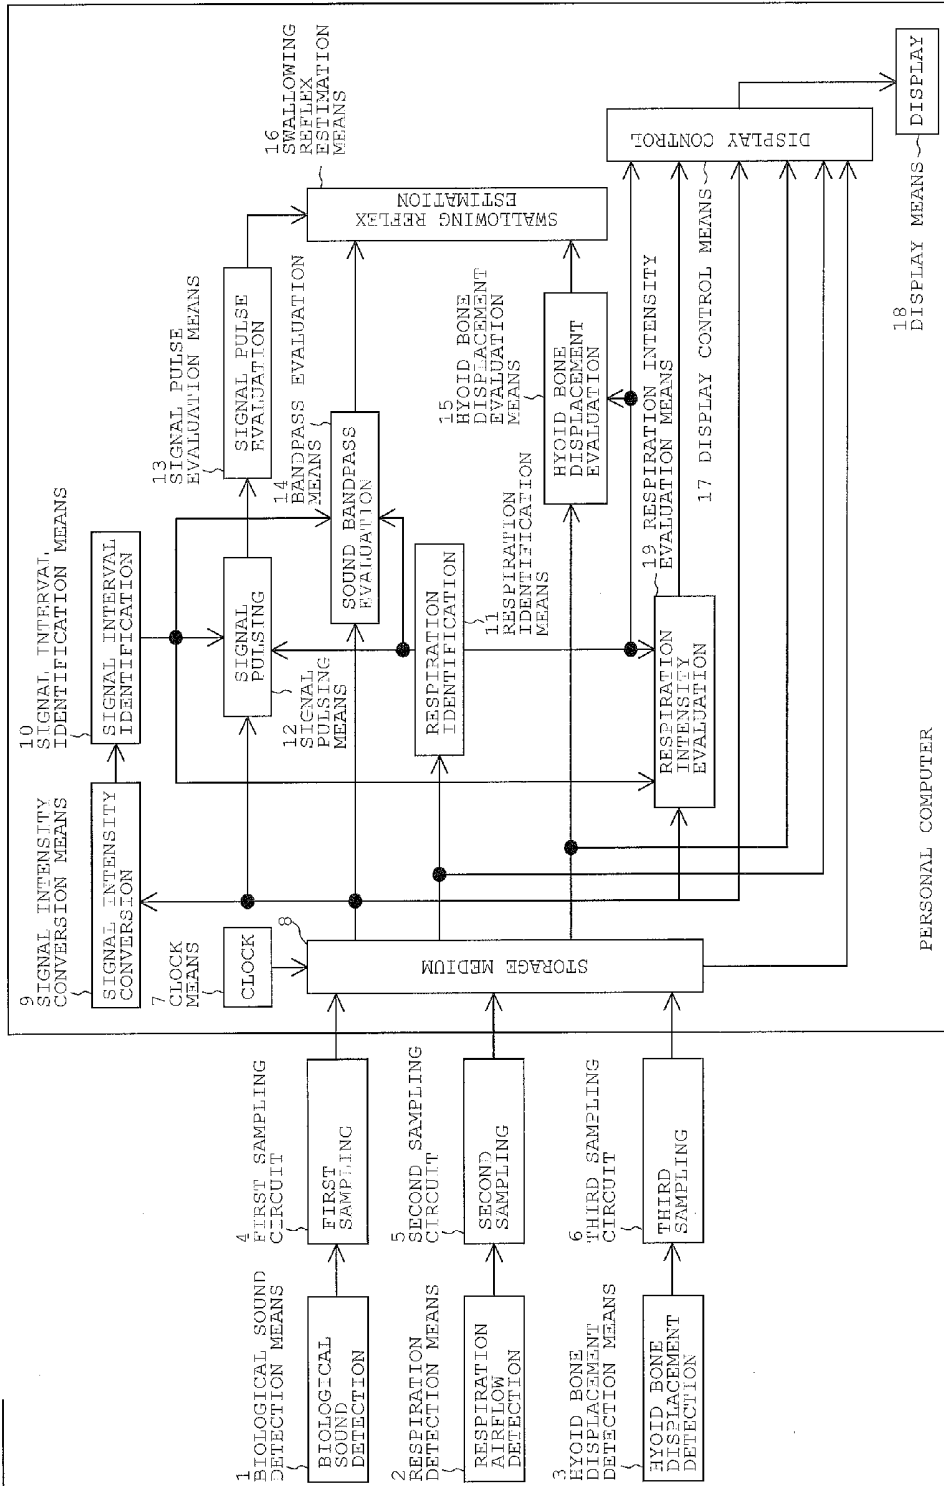 1
BIOLOGICAL SOUND
DETECTION MEANS
BIOLOGICAL
SOUND
DETECTION
2
RESPIRATION
DETECTION MEANS
RESPIRATION
AIRFLOW
DETECTION
3
HYOID BONE
DISPLACEMENT
DETECTION MEANS
HYOID BONE
DISPLACEMENT
DETECTION
4
FIRST SAMPLING
CIRCUIT
FIRST
SAMPLING
5
SECOND SAMPLING
CIRCUIT
SECOND
SAMPLING
6
THIRD SAMPLING
CIRCUIT
THIRD
SAMPLING
9
SIGNAL INTENSITY
CONVERSION MEANS
SIGNAL INTENSITY
CONVERSION
7
CLOCK
MEANS
CLOCK
8
STORAGE MEDIUM
10
SIGNAL INTERVAL
IDENTIFICATION MEANS
SIGNAL INTERVAL
IDENTIFICATION
SIGNAL
PULSING
12
SIGNAL
PULSING
MEANS
RESPIRATION
IDENTIFICATION
11
RESPIRATION
IDENTIFICATION
MEANS
RESPIRATION
INTENSITY
EVALUATION
19 RESPIRATION INTENSITY
EVALUATION MEANS
13
SIGNAL PULSE
EVALUATION MEANS
SIGNAL PULSE
EVALUATION
14
BANDPASS EVALUATION
MEANS
SOUND BANDPASS
EVALUATION
15
HYOID BONE
DISPLACEMENT
EVALUATION
MEANS
HYOID BONE
DISPLACEMENT
EVALUATION
16
SWALLOWING
REFLEX
ESTIMATION
MEANS
SWALLOWING REFLEX
ESTIMATION
17 DISPLAY CONTROL MEANS
DISPLAY CONTROL
18
DISPLAY MEANS
DISPLAY
PERSONAL COMPUTER